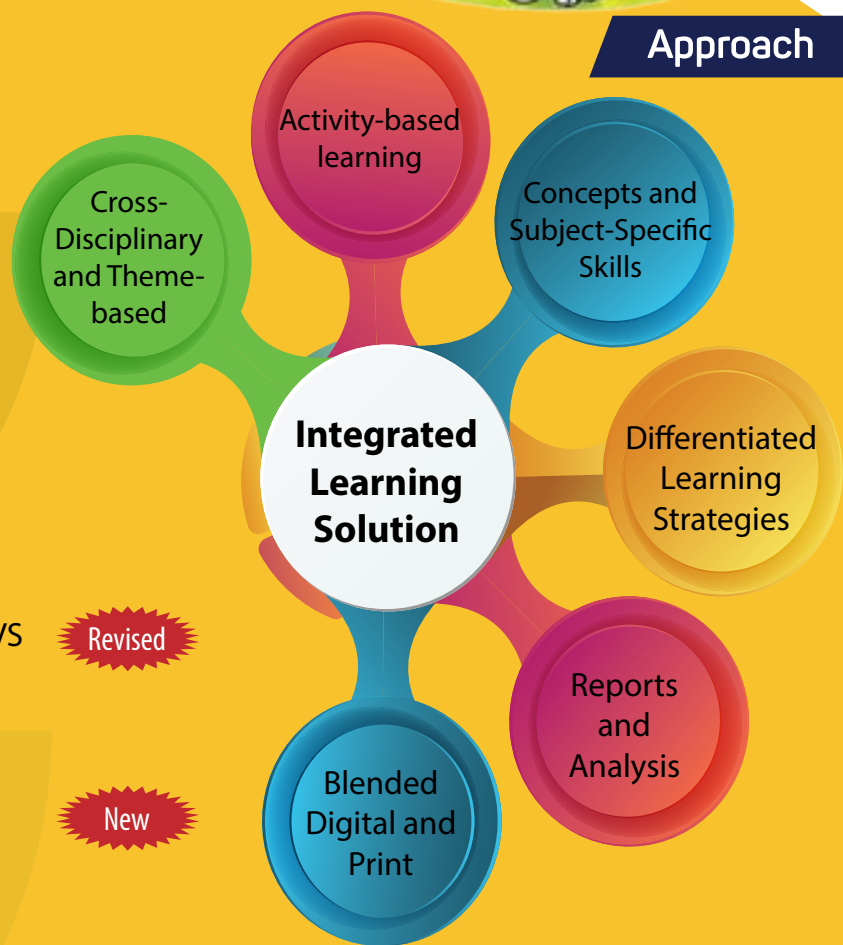 Approach
Activity-based
learning
Cross-
Disciplinary
and Theme-
based
Concepts and
Subject-Specific
Skills
Integrated
Learning
Solution
Differentiated
Learning
Strategies
Revised
Reports
and
Analysis
New
Blended
Digital and
Print